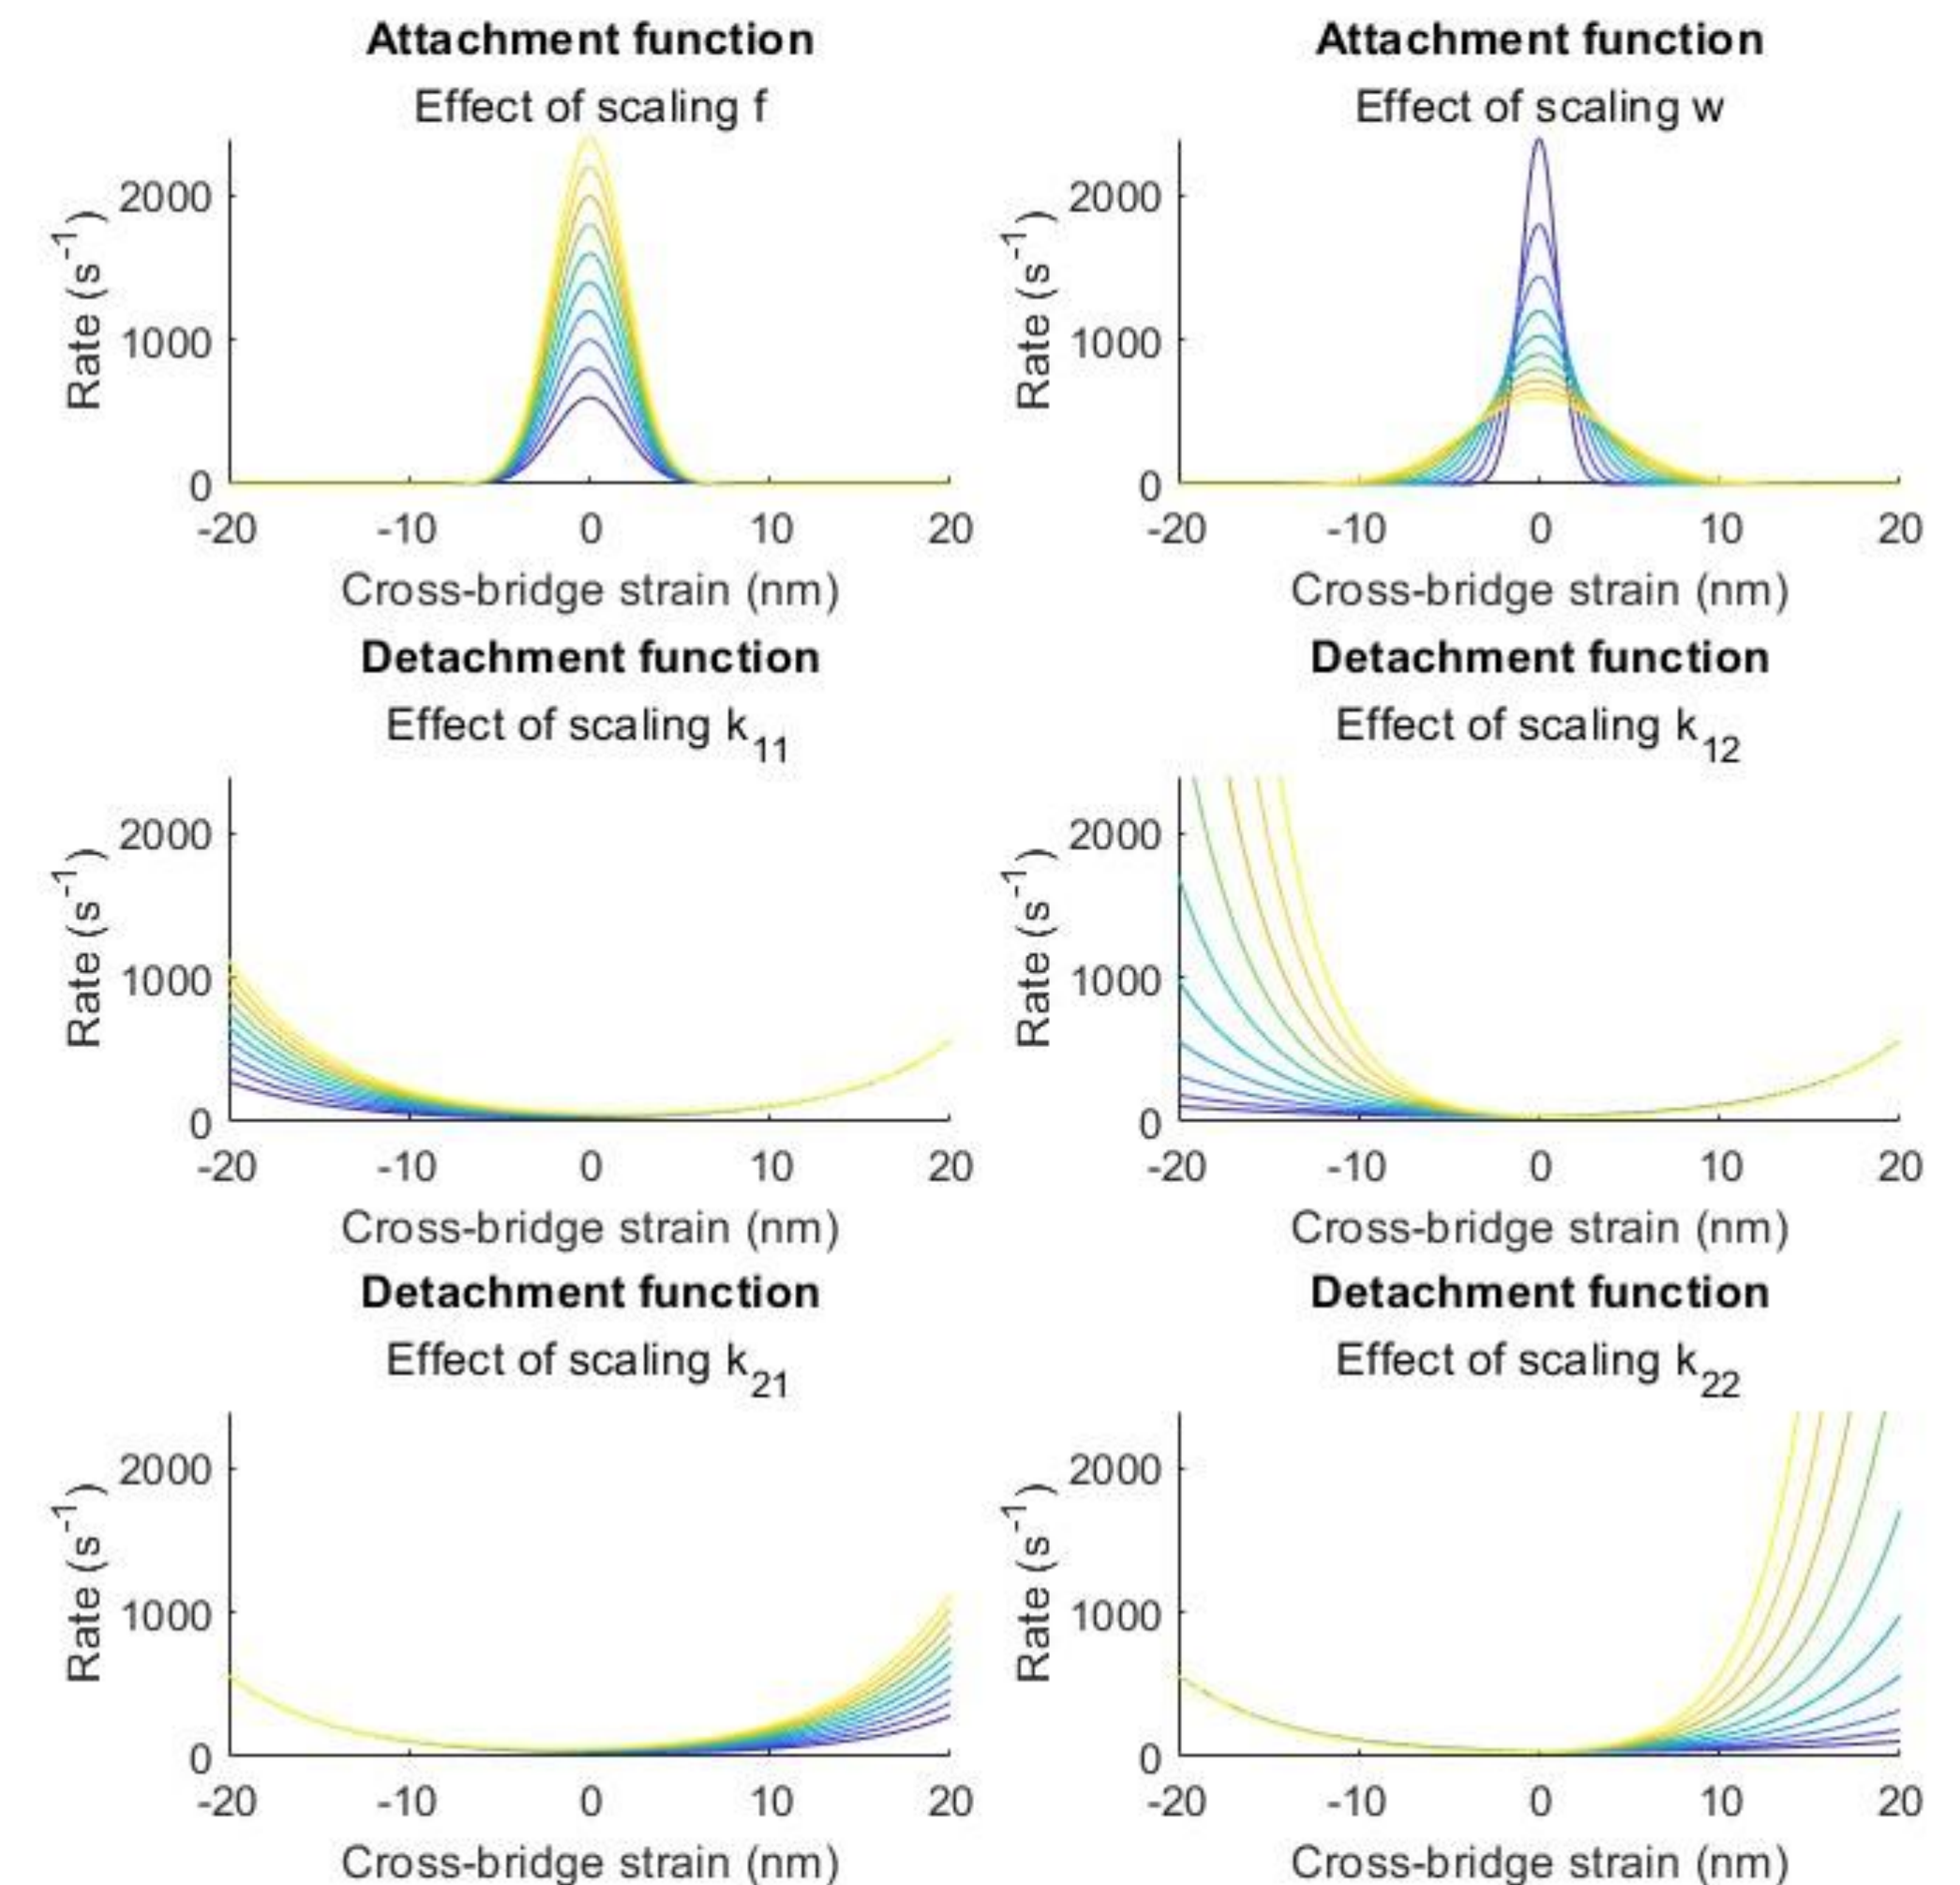 Attachment function
Effect of scaling f
Rate (s⁻¹)
2000
1000
0
-20 -10 0 10 20
Cross-bridge strain (nm)
Attachment function
Effect of scaling w
Rate (s⁻¹)
2000
1000
0
-20 -10 0 10 20
Cross-bridge strain (nm)
Detachment function
Effect of scaling k₁₁
Rate (s⁻¹)
2000
1000
0
-20 -10 0 10 20
Cross-bridge strain (nm)
Detachment function
Effect of scaling k₁₂
Rate (s⁻¹)
2000
1000
0
-20 -10 0 10 20
Cross-bridge strain (nm)
Detachment function
Effect of scaling k₂₁
Rate (s⁻¹)
2000
1000
0
-20 -10 0 10 20
Cross-bridge strain (nm)
Detachment function
Effect of scaling k₂₂
Rate (s⁻¹)
2000
1000
0
-20 -10 0 10 20
Cross-bridge strain (nm)